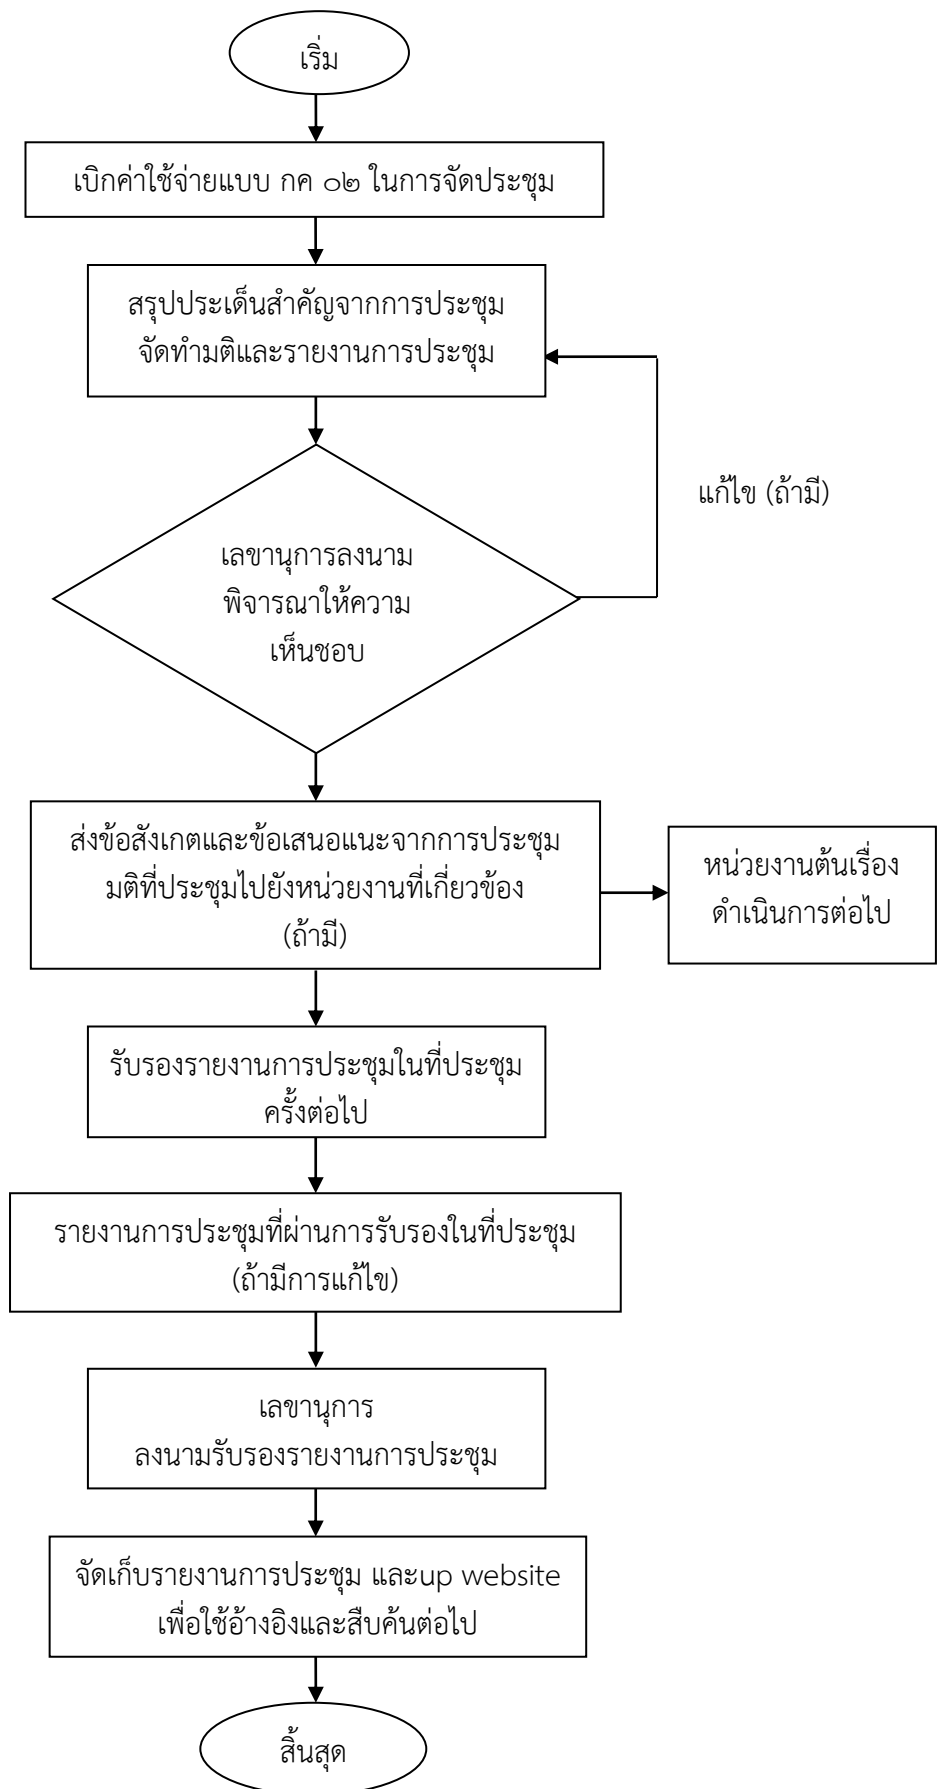 เริ่ม
เบิกค่าใช้จ่ายแบบ กค ๐๒ ในการจัดประชุม
สรุปประเด็นสำคัญจากการประชุม
จัดทำมติและรายงานการประชุม
แก้ไข (ถ้ามี)
เลขานุการลงนาม
พิจารณาให้ความ
เห็นชอบ
ส่งข้อสังเกตและข้อเสนอแนะจากการประชุม
มติที่ประชุมไปยังหน่วยงานที่เกี่ยวข้อง
(ถ้ามี)
หน่วยงานต้นเรื่อง
ดำเนินการต่อไป
รับรองรายงานการประชุมในที่ประชุม
ครั้งต่อไป
รายงานการประชุมที่ผ่านการรับรองในที่ประชุม
(ถ้ามีการแก้ไข)
เลขานุการ
ลงนามรับรองรายงานการประชุม
จัดเก็บรายงานการประชุม และup website
เพื่อใช้อ้างอิงและสืบค้นต่อไป
สิ้นสุด